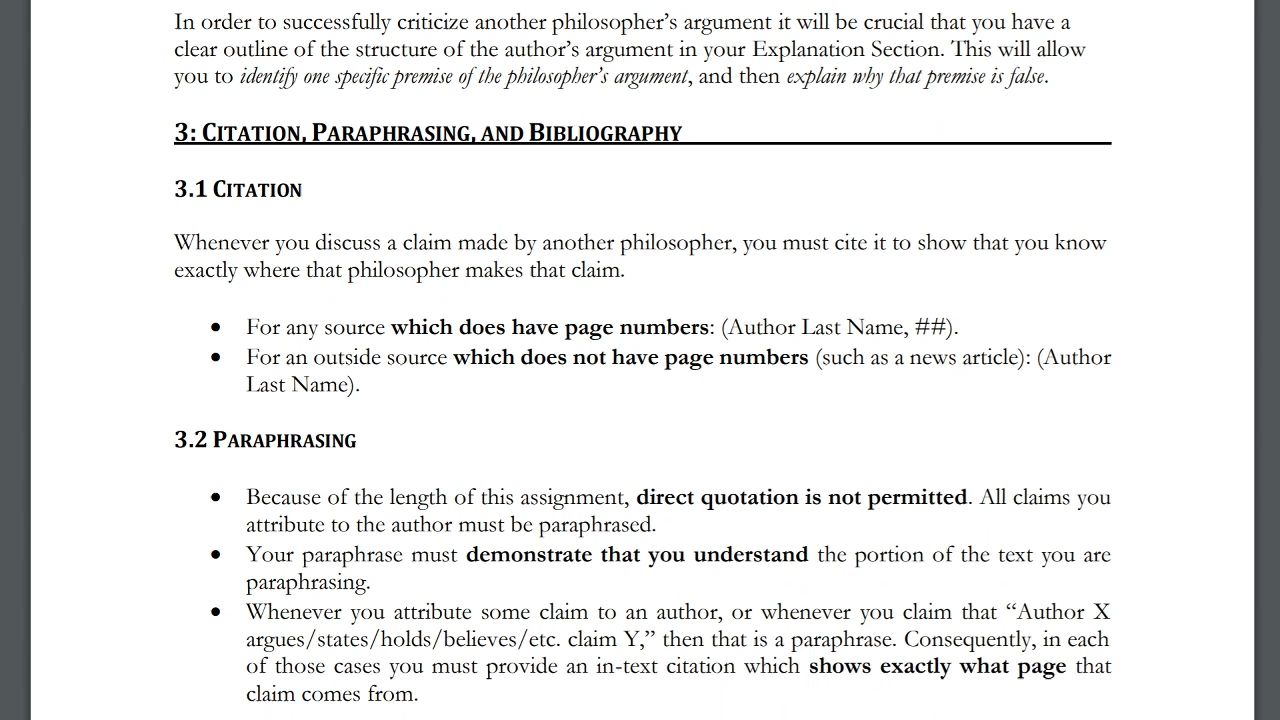 In order to successfully criticize another philosopher’s argument it will be crucial that you have a
clear outline of the structure of the author’s argument in your Explanation Section. This will allow
you to identify one specific premise of the philosopher’s argument, and then explain why that premise is false.
3: CITATION, PARAPHRASING, AND BIBLIOGRAPHY
3.1 CITATION
Whenever you discuss a claim made by another philosopher, you must cite it to show that you know
exactly where that philosopher makes that claim.
• For any source which does have page numbers: (Author Last Name, ##).
• For an outside source which does not have page numbers (such as a news article): (Author
Last Name).
3.2 PARAPHRASING
• Because of the length of this assignment, direct quotation is not permitted. All claims you
attribute to the author must be paraphrased.
• Your paraphrase must demonstrate that you understand the portion of the text you are
paraphrasing.
• Whenever you attribute some claim to an author, or whenever you claim that “Author X
argues/states/holds/believes/etc. claim Y,” then that is a paraphrase. Consequently, in each
of those cases you must provide an in-text citation which shows exactly what page that
claim comes from.